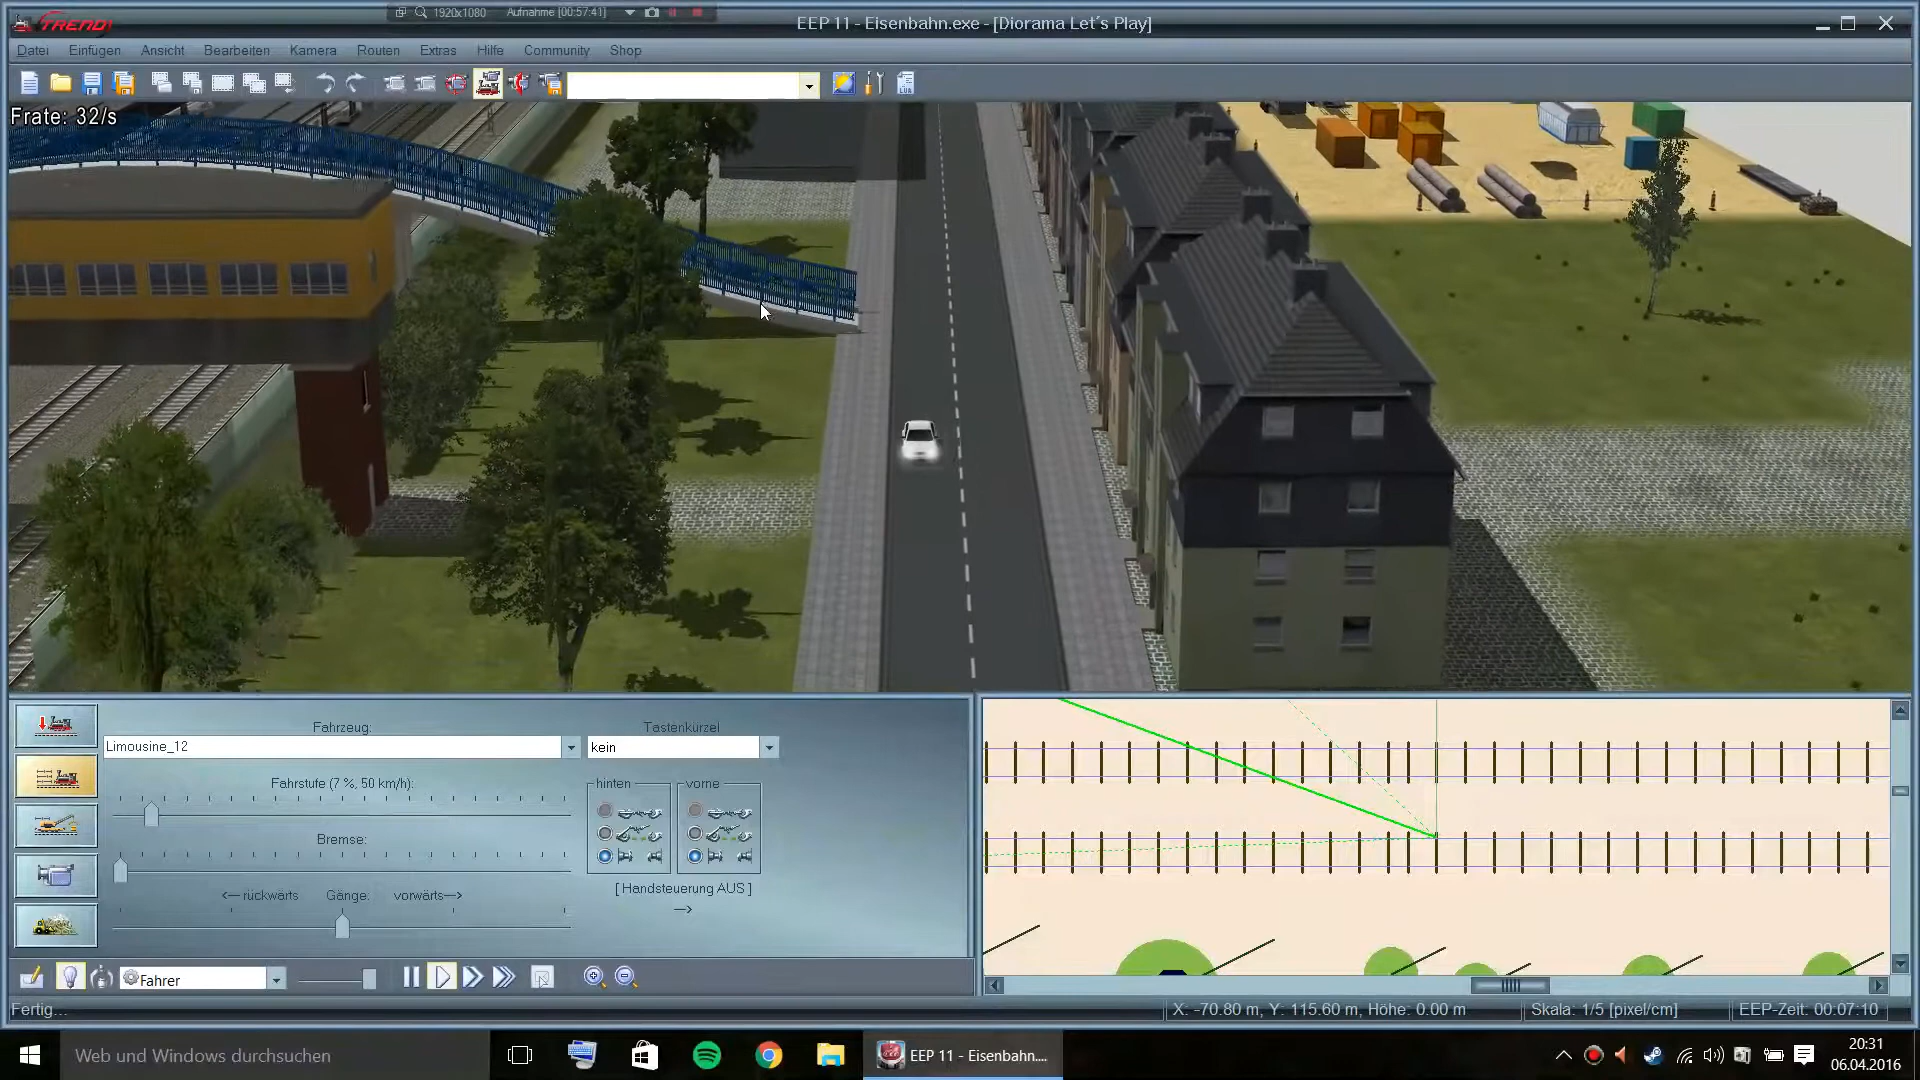 1920x1080 Aufnahme (00:57:41)
TREND
EEP 11 - Eisenbahn.exe - [Diorama Let´s Play]
Datei Einfügen Ansicht Bearbeiten Kamera Routen Extras Hilfe Community Shop
LUA
Frate: 32/s
Fahrzeug: Tastenkürzel
Limousine_12 kein
Fahrstufe (7 %, 50 km/h): hinten vorne
Bremse:
<— rückwärts Gänge: vorwärts—>
[ Handsteuerung AUS ]
—>
Fahrer
Fertig...
X: -70.80 m, Y: 115.60 m, Höhe: 0.00 m Skala: 1/5 [pixel/cm] EEP-Zeit: 00:07:10
Web und Windows durchsuchen
EEP 11 - Eisenbahn....
20:31
06.04.2016